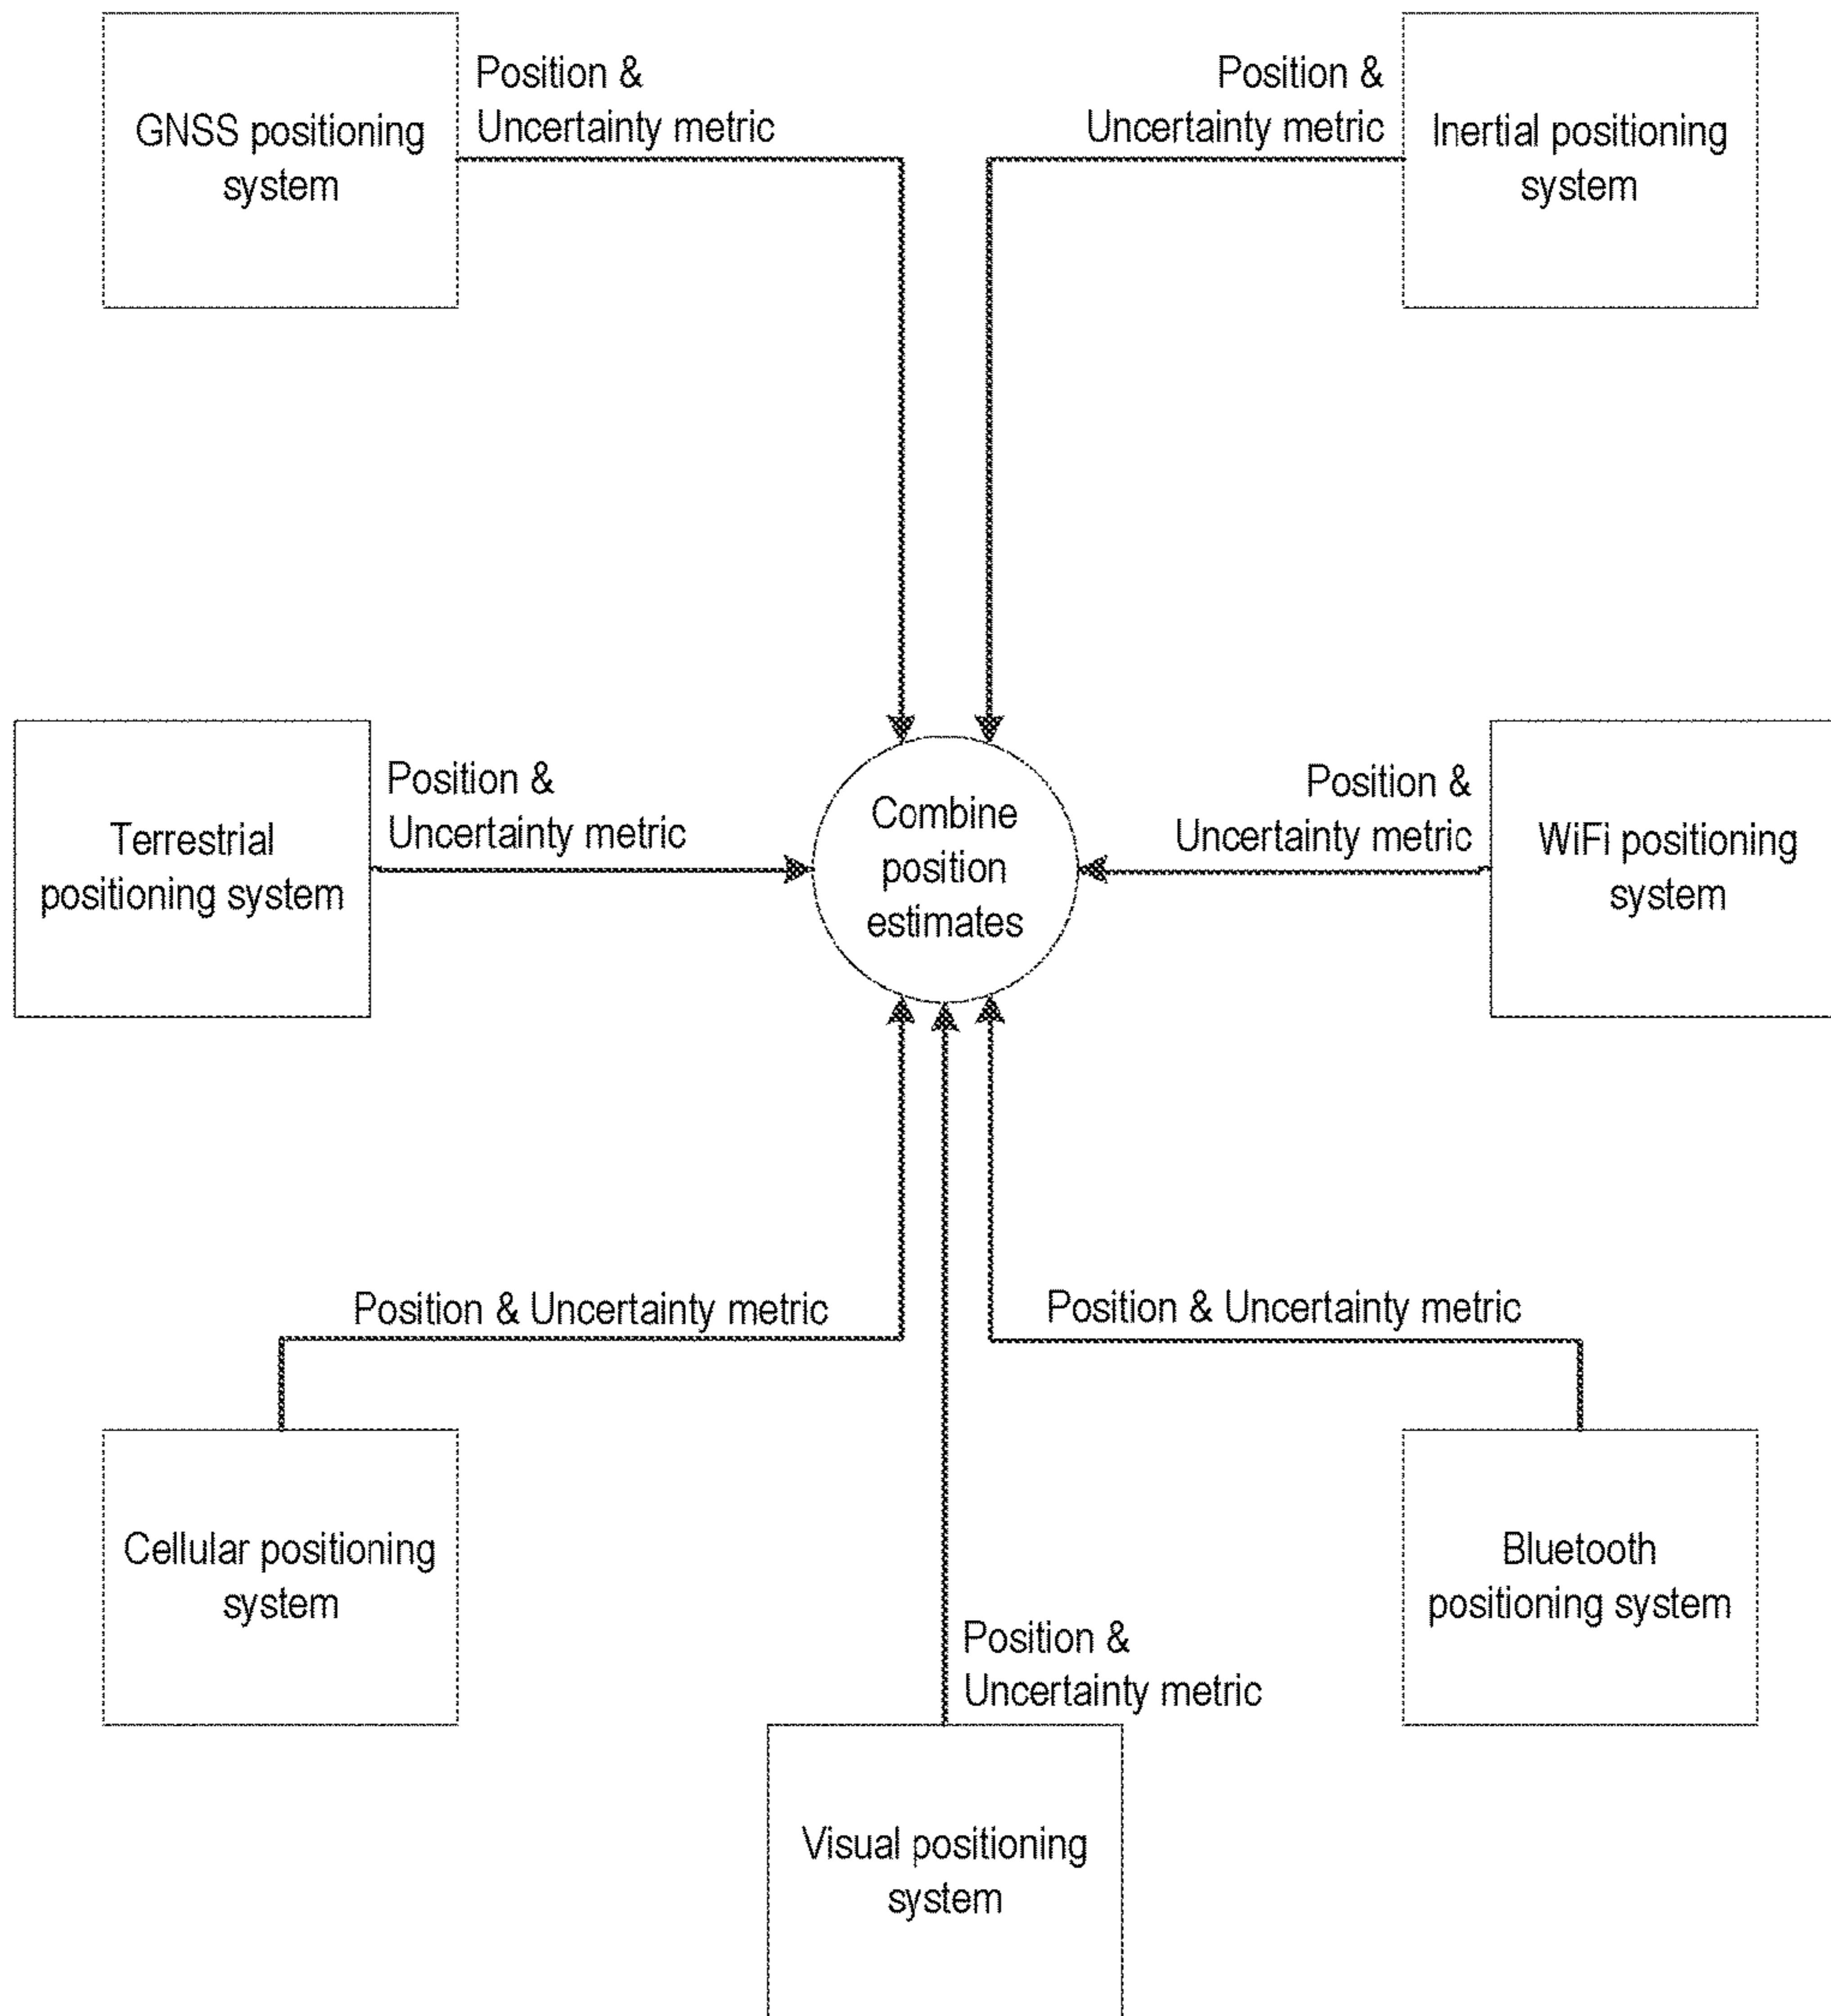 GNSS positioning
system
Position &
Uncertainty metric
Position &
Uncertainty metric
Inertial positioning
system
Terrestrial
positioning system
Position &
Uncertainty metric
Combine
position
estimates
Position &
Uncertainty metric
WiFi positioning
system
Position & Uncertainty metric
Position & Uncertainty metric
Cellular positioning
system
Bluetooth
positioning system
Position &
Uncertainty metric
Visual positioning
system